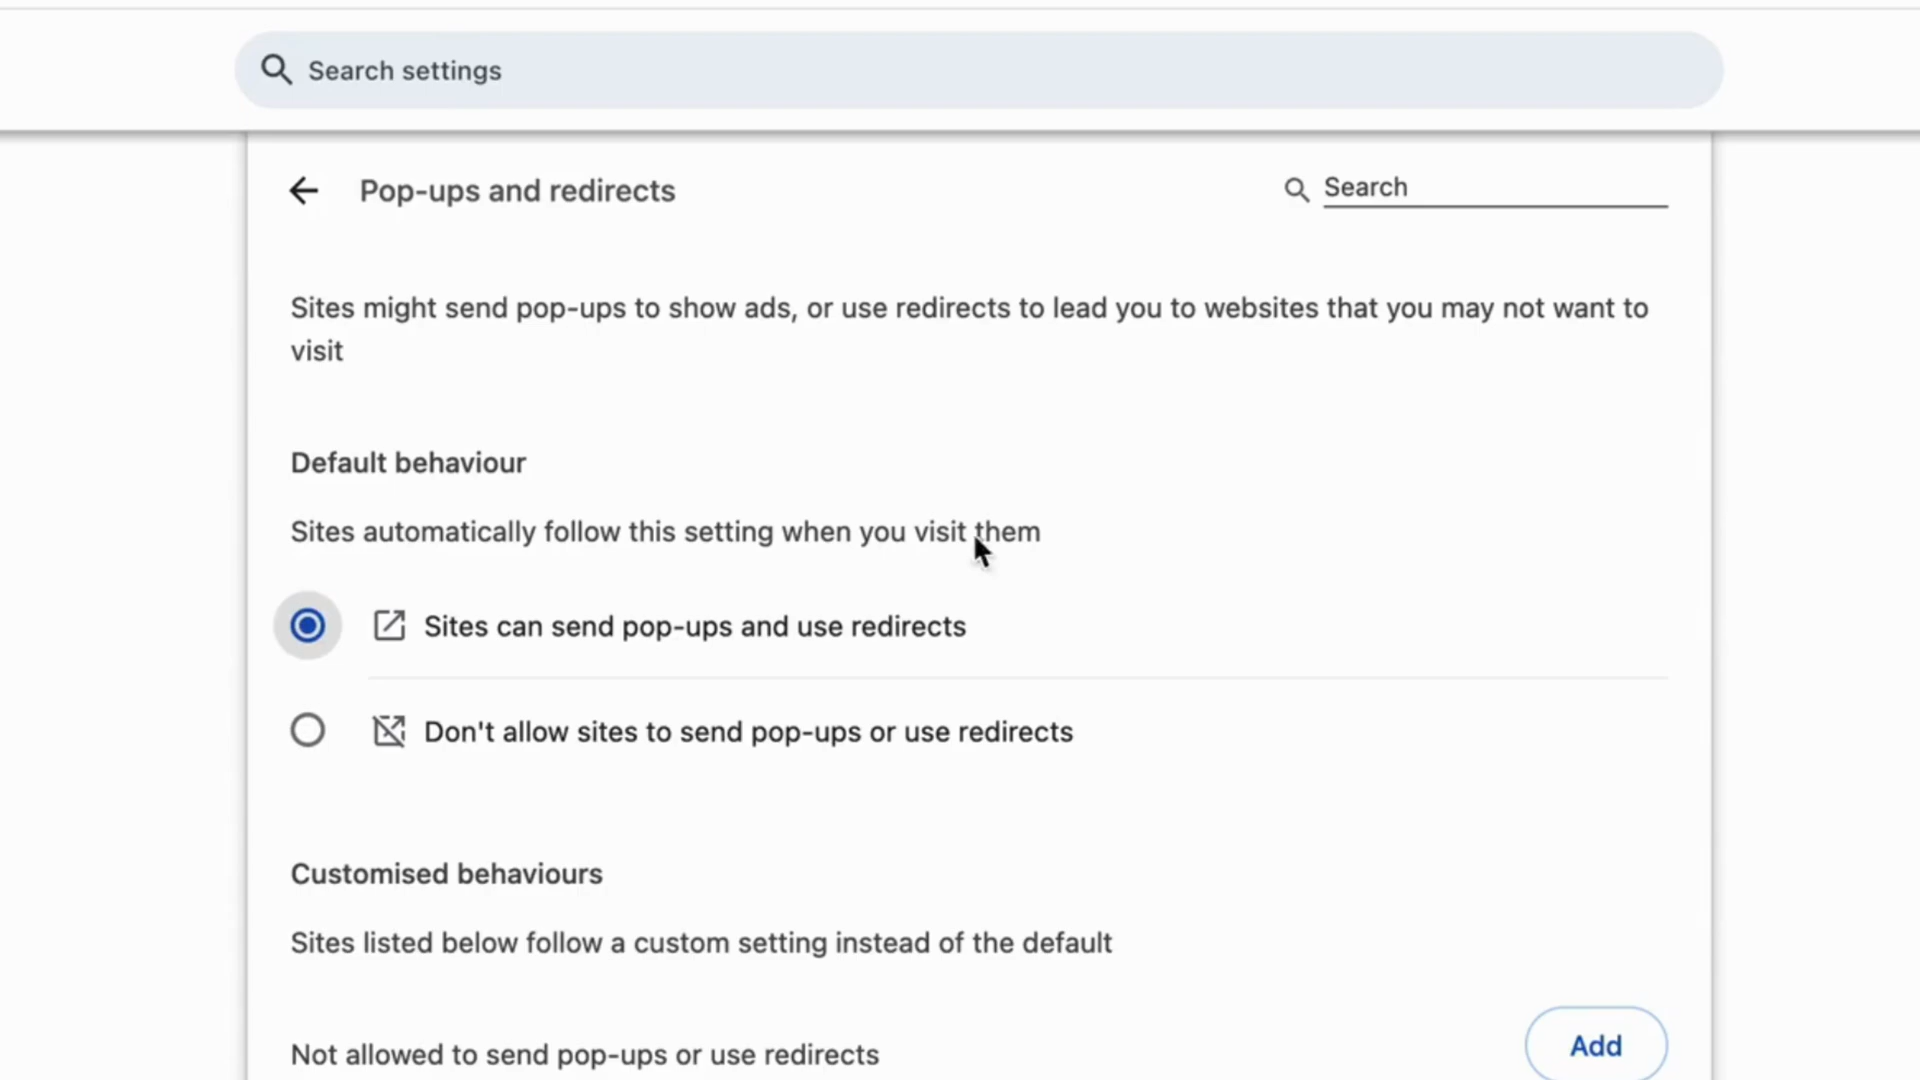 Search settings
Pop-ups and redirects
Search
Sites might send pop-ups to show ads, or use redirects to lead you to websites that you may not want to
visit
Default behaviour
Sites automatically follow this setting when you visit them
Sites can send pop-ups and use redirects
Don't allow sites to send pop-ups or use redirects
Customised behaviours
Sites listed below follow a custom setting instead of the default
Not allowed to send pop-ups or use redirects
Add